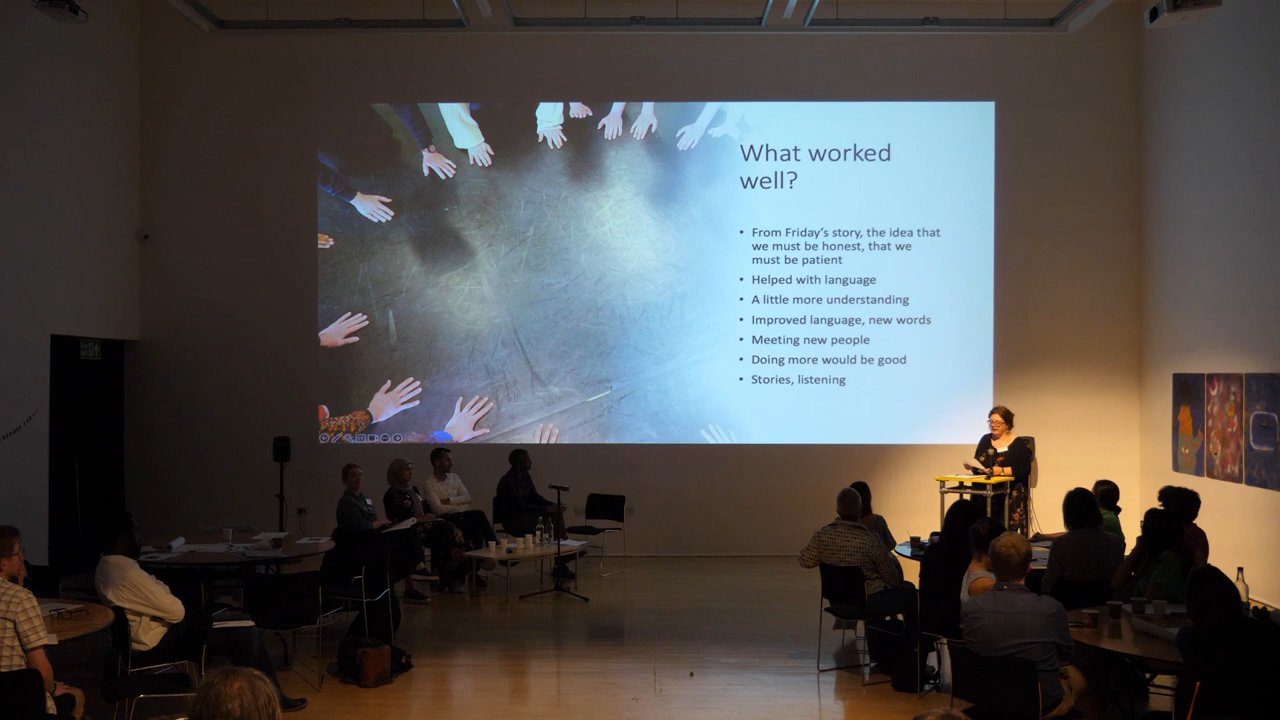 What worked
well?
• From Friday's story, the idea that
we must be honest, that we
must be patient
• Helped with language
• A little more understanding
• Improved language, new words
• Meeting new people
• Doing more would be good
• Stories, listening